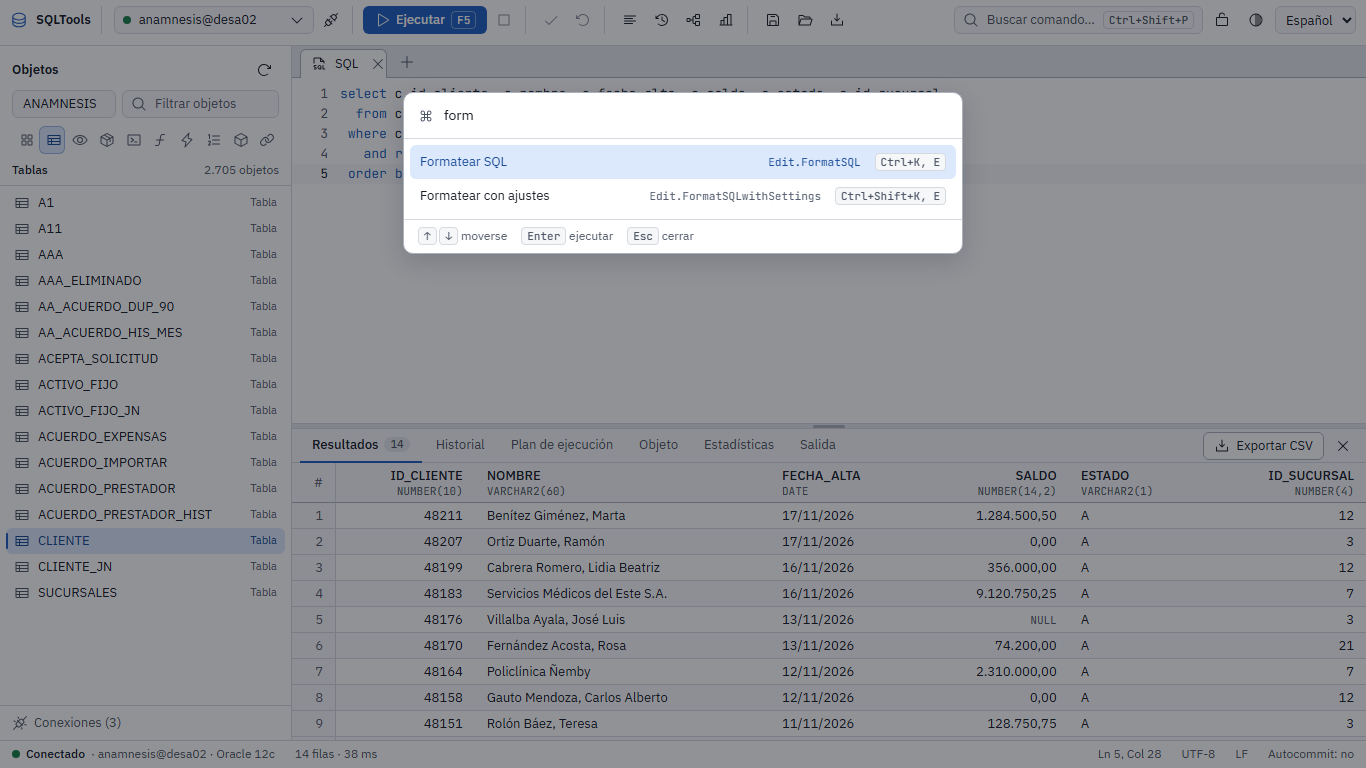 SQLTools
anamnesis@desa02
Ejecutar F5
Buscar comando... Ctrl+Shift+P
Español
Objetos
ANAMNESIS
Filtrar objetos
Tablas 2.705 objetos
A1 Tabla
A11 Tabla
AAA Tabla
AAA_ELIMINADO Tabla
AA_ACUERDO_DUP_90 Tabla
AA_ACUERDO_HIS_MES Tabla
ACEPTA_SOLICITUD Tabla
ACTIVO_FIJO Tabla
ACTIVO_FIJO_JN Tabla
ACUERDO_EXPENSAS Tabla
ACUERDO_IMPORTAR Tabla
ACUERDO_PRESTADOR Tabla
ACUERDO_PRESTADOR_HIST Tabla
CLIENTE Tabla
CLIENTE_JN Tabla
SUCURSALES Tabla
Conexiones (3)
SQL
1 select
2 from
3 where
4 and
5 order
form
Formatear SQL Edit.FormatSQL Ctrl+K, E
Formatear con ajustes Edit.FormatSQLwithSettings Ctrl+Shift+K, E
↑ ↓ moverse Enter ejecutar Esc cerrar
Resultados 14 Historial Plan de ejecución Objeto Estadísticas Salida Exportar CSV
# ID_CLIENTE NOMBRE FECHA_ALTA SALDO ESTADO ID_SUCURSAL
NUMBER(10) VARCHAR2(60) DATE NUMBER(14,2) VARCHAR2(1) NUMBER(4)
1 48211 Benítez Giménez, Marta 17/11/2026 1.284.500,50 A 12
2 48207 Ortiz Duarte, Ramón 17/11/2026 0,00 A 3
3 48199 Cabrera Romero, Lidia Beatriz 16/11/2026 356.000,00 A 12
4 48183 Servicios Médicos del Este S.A. 16/11/2026 9.120.750,25 A 7
5 48176 Villalba Ayala, José Luis 13/11/2026 NULL A 3
6 48170 Fernández Acosta, Rosa 13/11/2026 74.200,00 A 21
7 48164 Policlínica Ñemby 12/11/2026 2.310.000,00 A 7
8 48158 Gauto Mendoza, Carlos Alberto 12/11/2026 0,00 A 12
9 48151 Rolón Báez, Teresa 11/11/2026 128.750,75 A 3
Conectado · anamnesis@desa02 · Oracle 12c 14 filas · 38 ms Ln 5, Col 28 UTF-8 LF Autocommit: no